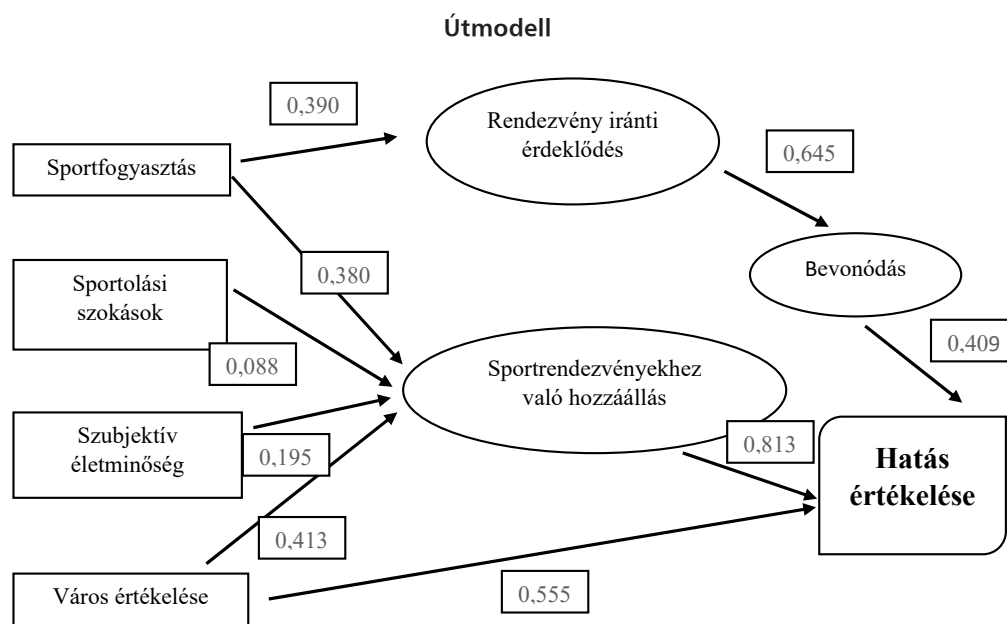 Útmodell
0,390
Rendezvény iránti
érdeklődés
0,645
Sportfogyasztás
0,380
Bevonódás
Sportolási
szokások
0,088
0,409
Sportrendezvényekhez
való hozzáállás
Szubjektív
életminőség
0,195
0,813
Hatás
értékelése
0,413
Város értékelése
0,555